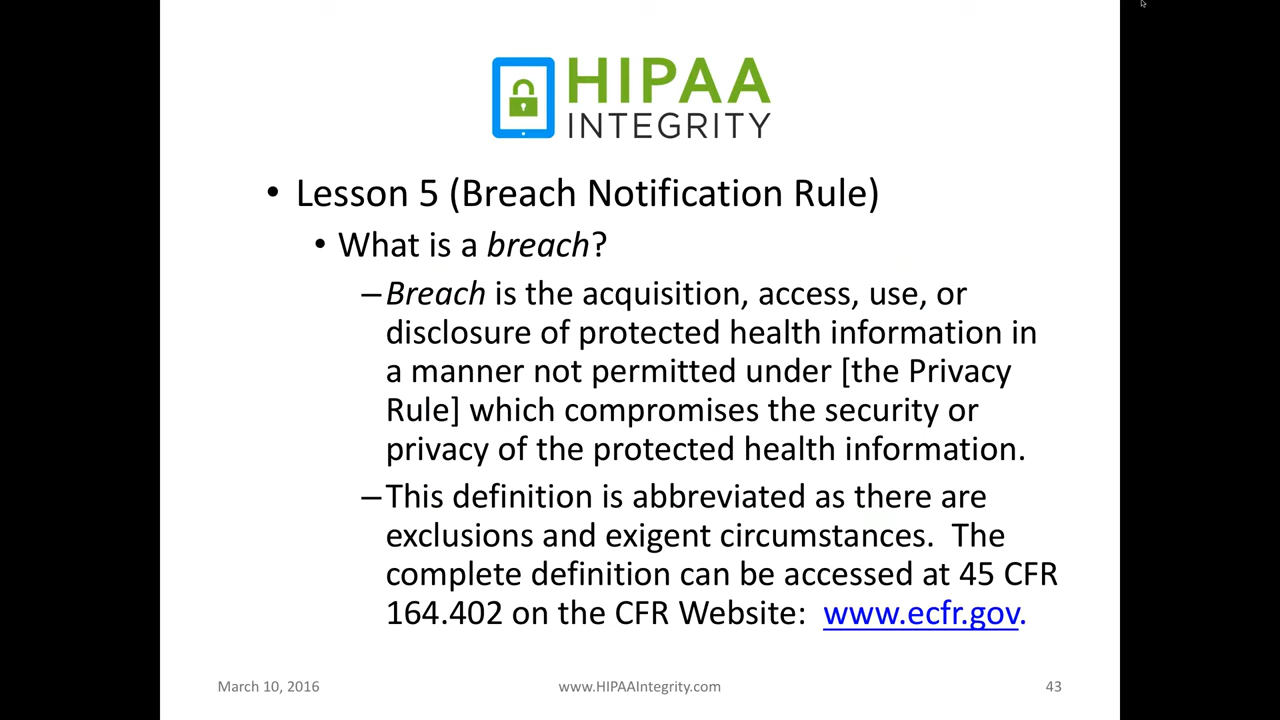 HIPAA
INTEGRITY
• Lesson 5 (Breach Notification Rule)
• What is a breach?
–Breach is the acquisition, access, use, or
disclosure of protected health information in
a manner not permitted under [the Privacy
Rule] which compromises the security or
privacy of the protected health information.
–This definition is abbreviated as there are
exclusions and exigent circumstances.  The
complete definition can be accessed at 45 CFR
164.402 on the CFR Website:  www.ecfr.gov.
March 10, 2016
www.HIPAAIntegrity.com
43